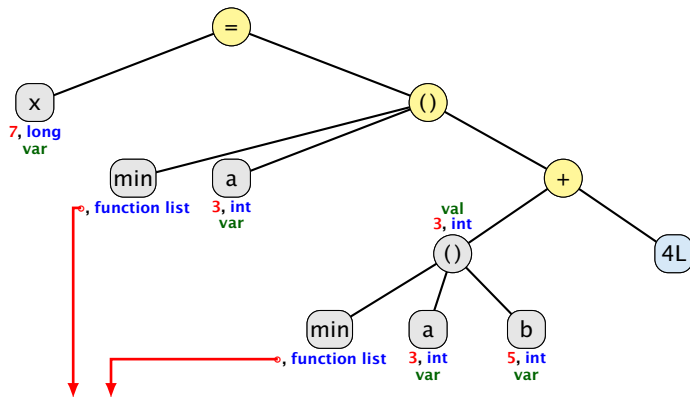 =
x
7, long
var
()
min
, function list
a
3, int
var
+
val
3, int
()
4L
min
, function list
a
3, int
var
b
5, int
var